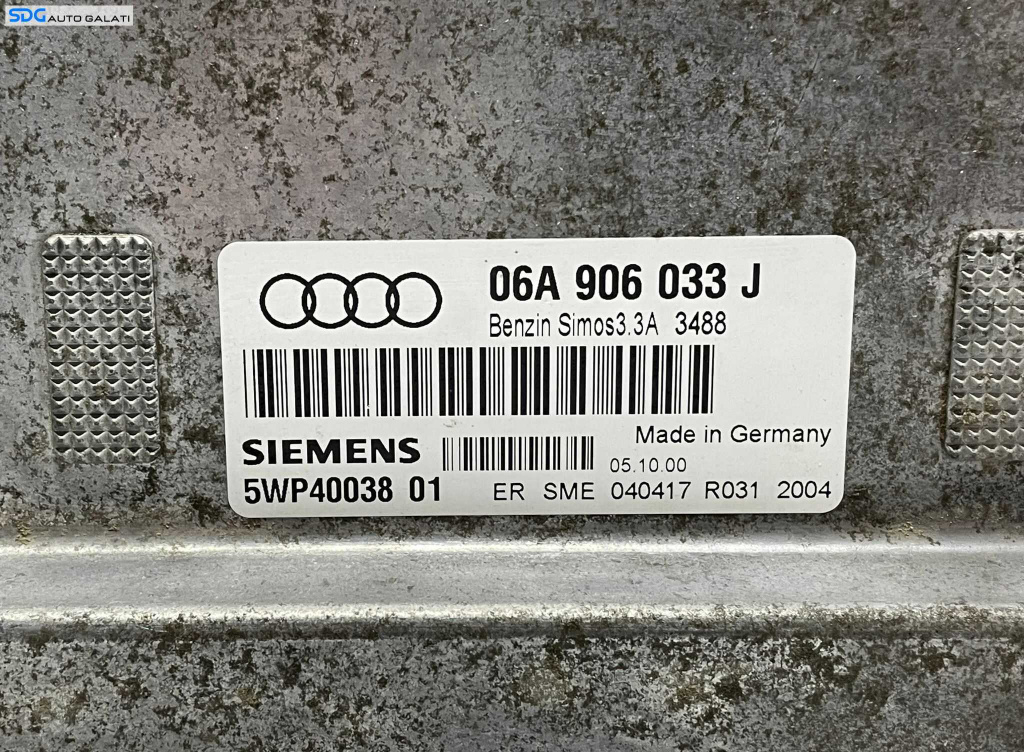 SDG AUTO GALATI
06A 906 033 J
Benzin Simos3.3A 3488
SIEMENS
Made in Germany
05.10.00
5WP40038 01
ER SME 040417 R031 2004